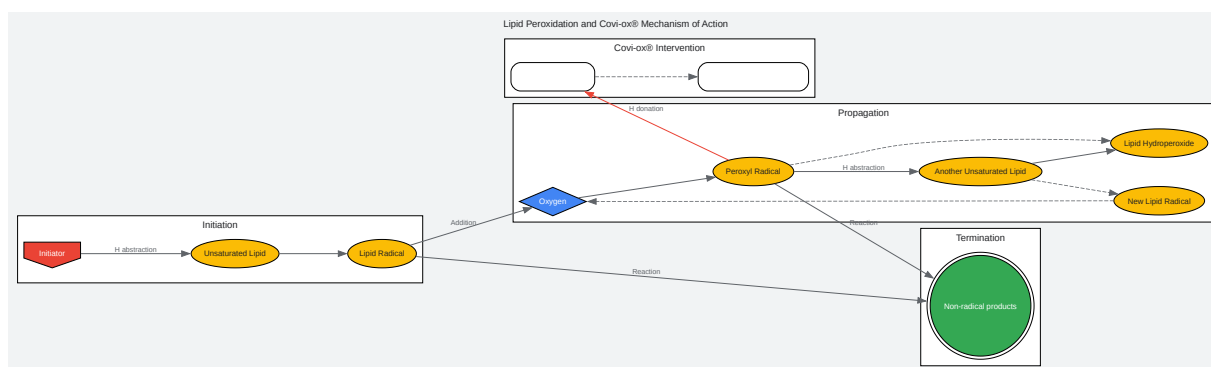 Lipid Peroxidation and Covi-ox® Mechanism of Action
Covi-ox® Intervention
H donation
Propagation
Lipid Hydroperoxide
Peroxyl Radical
H abstraction
Another Unsaturated Lipid
Oxygen
New Lipid Radical
Addition
Reaction
Initiation
Initiator
H abstraction
Unsaturated Lipid
Lipid Radical
Reaction
Termination
Non-radical products